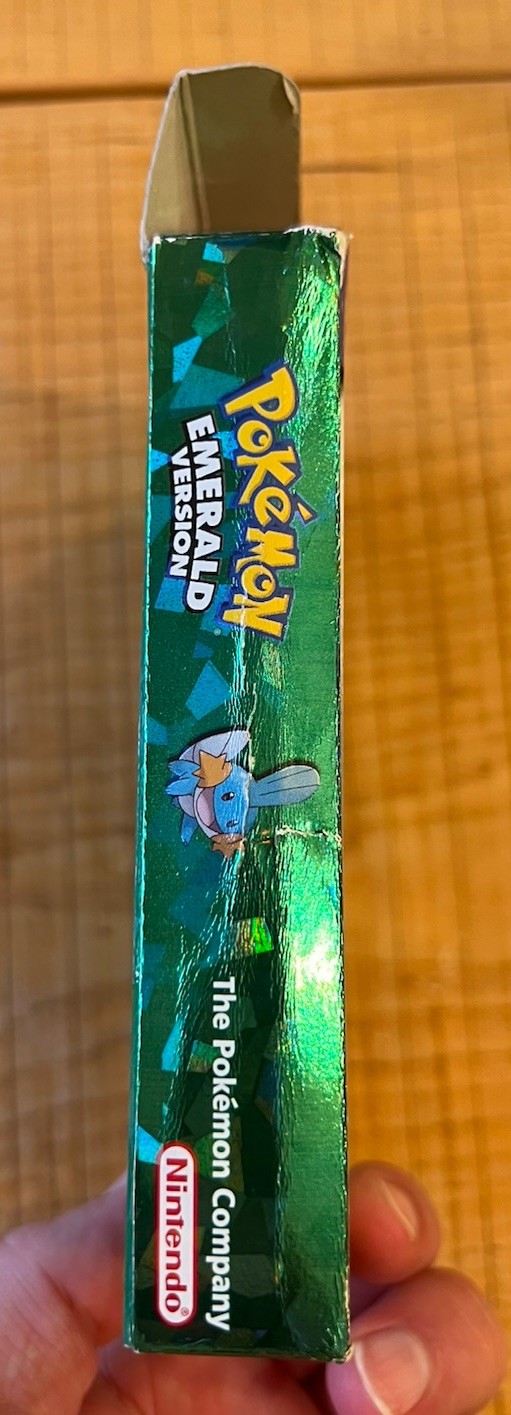 POKéMON
EMERALD
VERSION
The Pokémon Company
Nintendo®